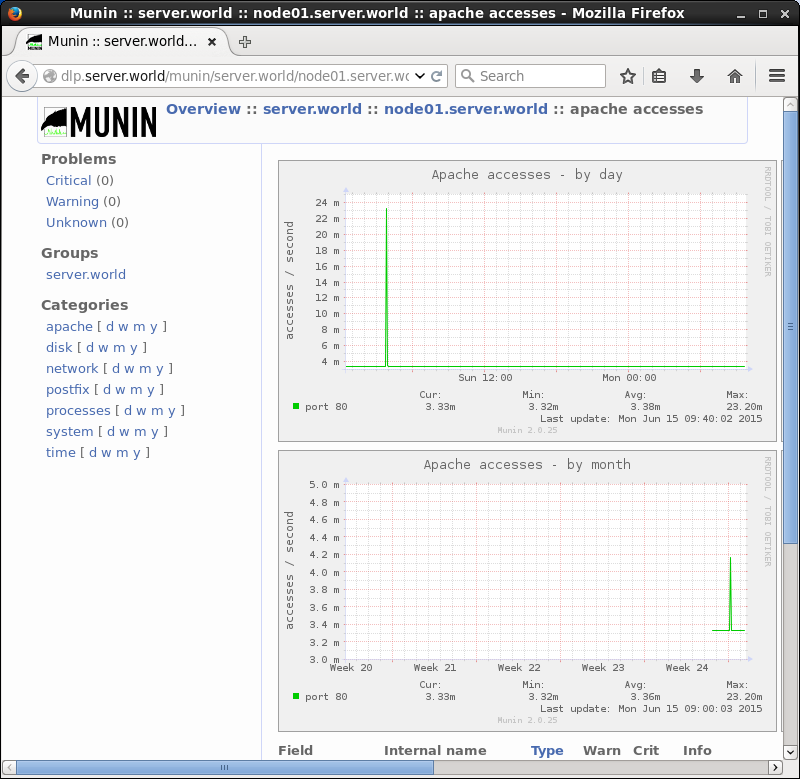 Munin :: server.world :: node01.server.world :: apache accesses - Mozilla Firefox
Munin :: server.world...
dlp.server.world/munin/server.world/node01.server.wo
Search
MUNIN
Overview :: server.world :: node01.server.world :: apache accesses
Problems
Critical (0)
Warning (0)
Unknown (0)
Groups
server.world
Categories
apache [ d w m y ]
disk [ d w m y ]
network [ d w m y ]
postfix [ d w m y ]
processes [ d w m y ]
system [ d w m y ]
time [ d w m y ]
Apache accesses - by day
RRDTOOL / TOBI OETIKER
accesses / second
24 m
22 m
20 m
18 m
16 m
14 m
12 m
10 m
8 m
6 m
4 m
Sun 12:00 Mon 00:00
Cur: Min: Avg: Max:
port 80 3.33m 3.32m 3.38m 23.20m
Last update: Mon Jun 15 09:40:02 2015
Munin 2.0.25
Apache accesses - by month
RRDTOOL / TOBI OETIKER
accesses / second
5.0 m
4.8 m
4.6 m
4.4 m
4.2 m
4.0 m
3.8 m
3.6 m
3.4 m
3.2 m
3.0 m
Week 20 Week 21 Week 22 Week 23 Week 24
Cur: Min: Avg: Max:
port 80 3.33m 3.32m 3.36m 23.20m
Last update: Mon Jun 15 09:00:03 2015
Munin 2.0.25
Field Internal name Type Warn Crit Info